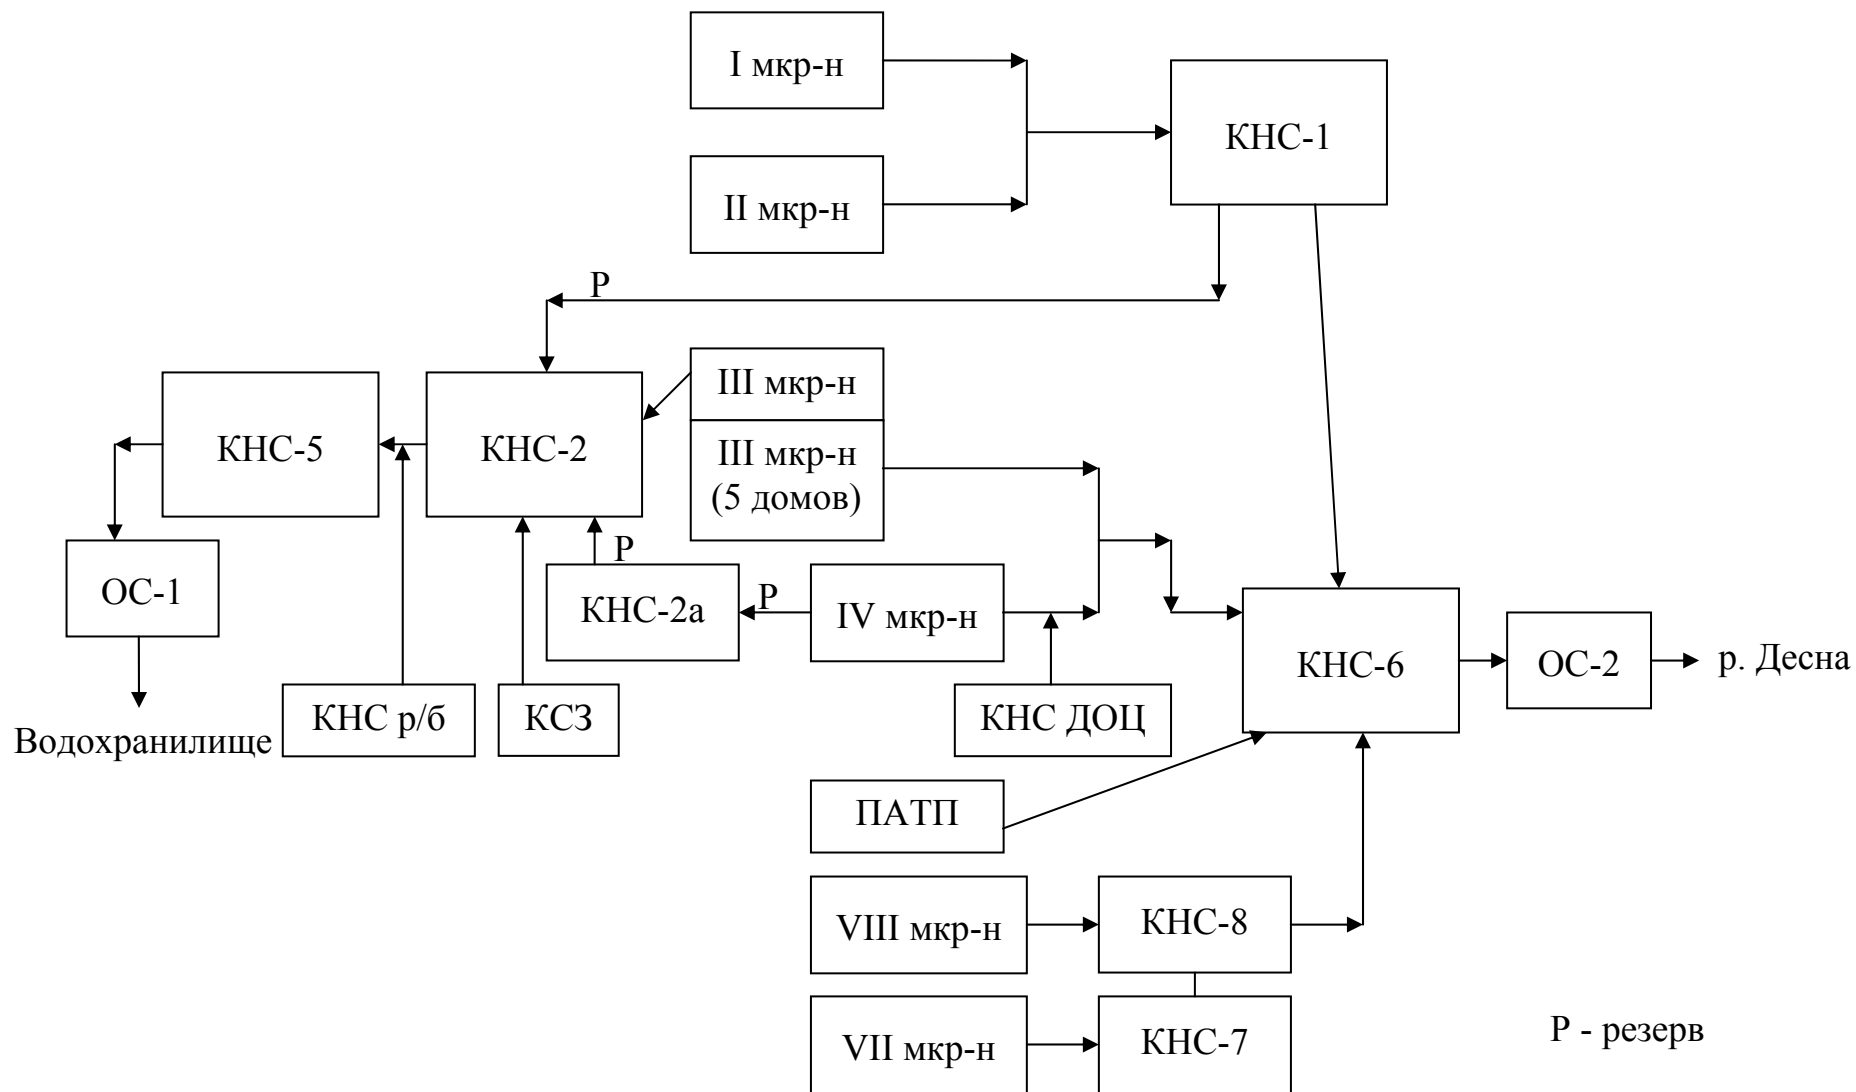 I мкр-н
КНС-1
II мкр-н
Р
III мкр-н
КНС-5
КНС-2
III мкр-н
(5 домов)
Р
ОС-1
КНС-2а
Р
IV мкр-н
КНС-6
ОС-2
р. Десна
КНС р/б
КСЗ
КНС ДОЦ
Водохранилище
ПАТП
VIII мкр-н
КНС-8
VII мкр-н
КНС-7
Р - резерв